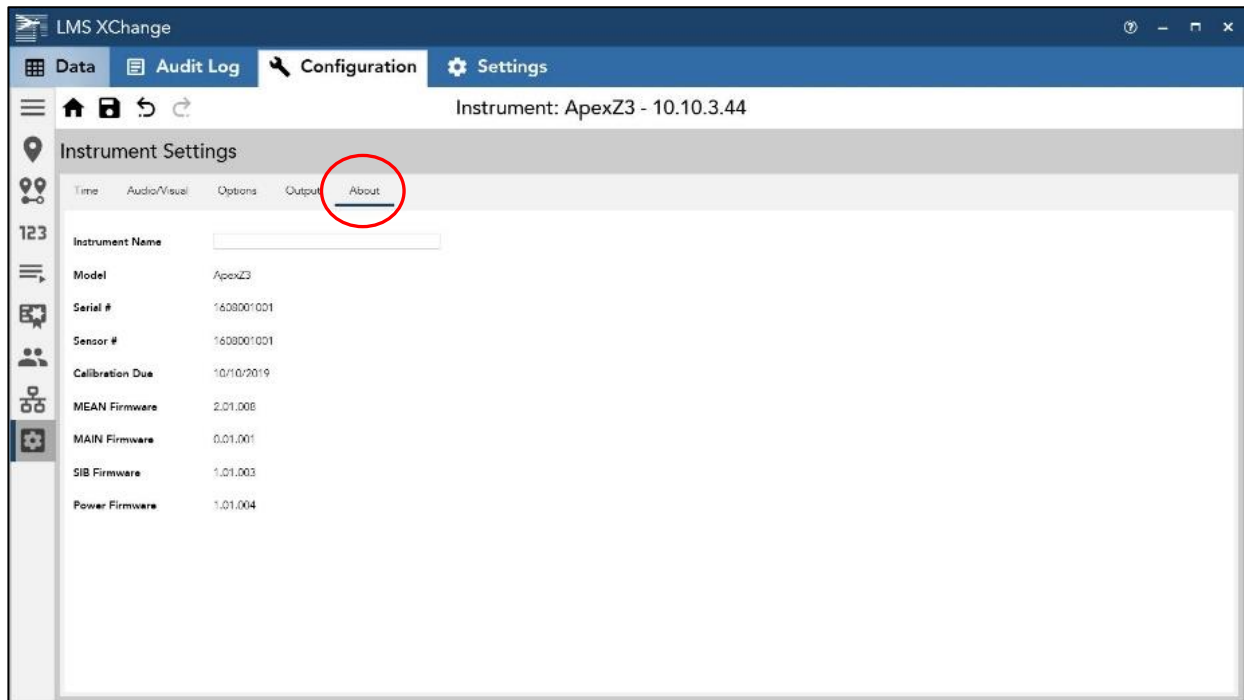 LMS XChange
Data Audit Log Configuration Settings
Instrument: ApexZ3 - 10.10.3.44
Instrument Settings
Time Audio/Visual Options Output About
123
Instrument Name
Model ApexZ3
Serial # 1608001001
Sensor # 1608001001
Calibration Due 10/10/2019
MEAN Firmware 2.01.008
MAIN Firmware 0.01.001
SIB Firmware 1.01.003
Power Firmware 1.01.004